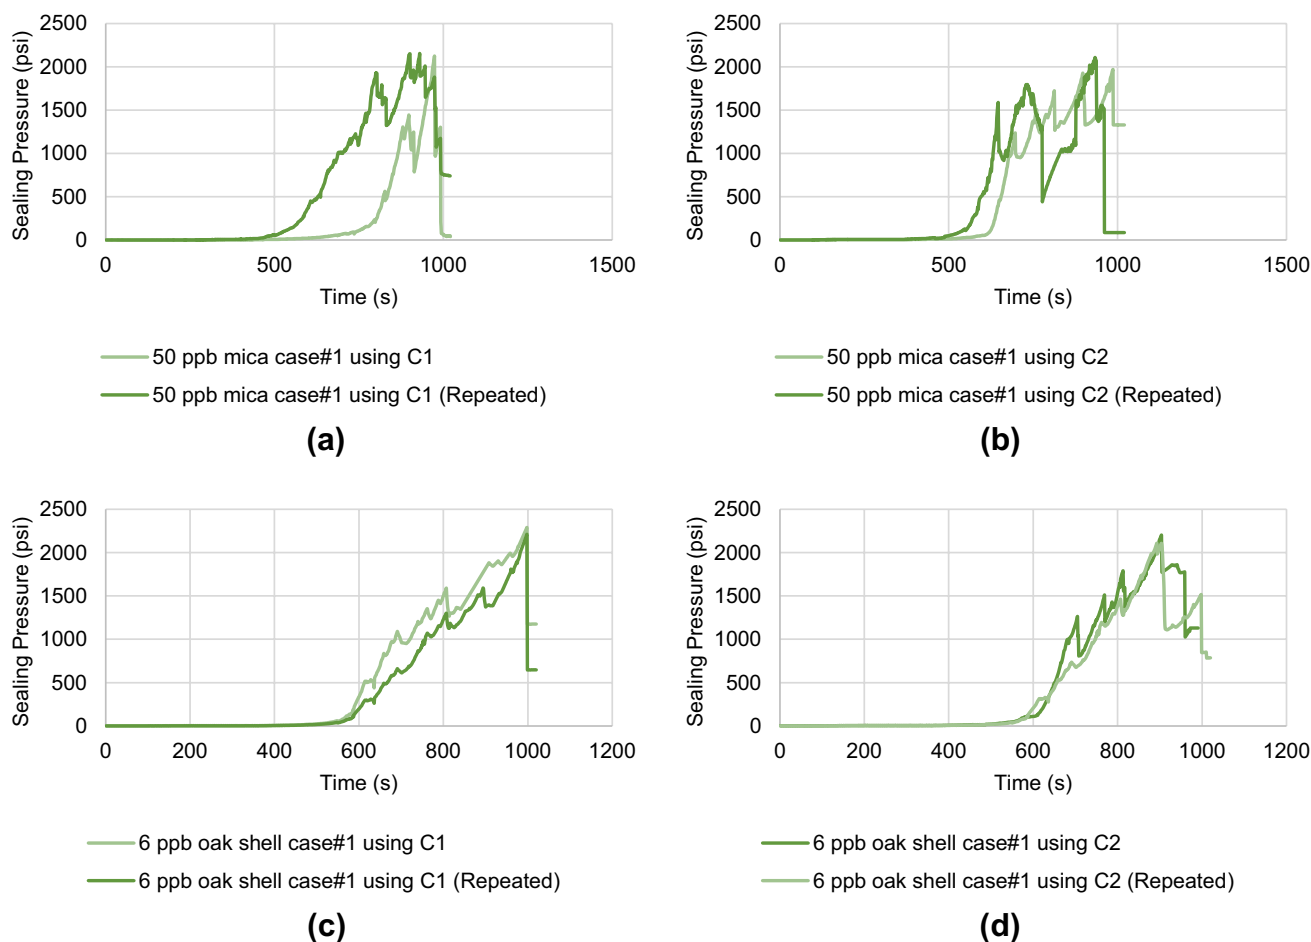 2500
2000
1500
1000
500
0
Sealing Pressure (psi)
0 500 1000 1500
Time (s)
50 ppb mica case#1 using C1
50 ppb mica case#1 using C1 (Repeated)
(a)
2500
2000
1500
1000
500
0
Sealing Pressure (psi)
0 500 1000 1500
Time (s)
50 ppb mica case#1 using C2
50 ppb mica case#1 using C2 (Repeated)
(b)
2500
2000
1500
1000
500
0
Sealing Pressure (psi)
0 200 400 600 800 1000 1200
Time (s)
6 ppb oak shell case#1 using C1
6 ppb oak shell case#1 using C1 (Repeated)
(c)
2500
2000
1500
1000
500
0
Sealing Pressure (psi)
0 200 400 600 800 1000 1200
Time (s)
6 ppb oak shell case#1 using C2
6 ppb oak shell case#1 using C2 (Repeated)
(d)